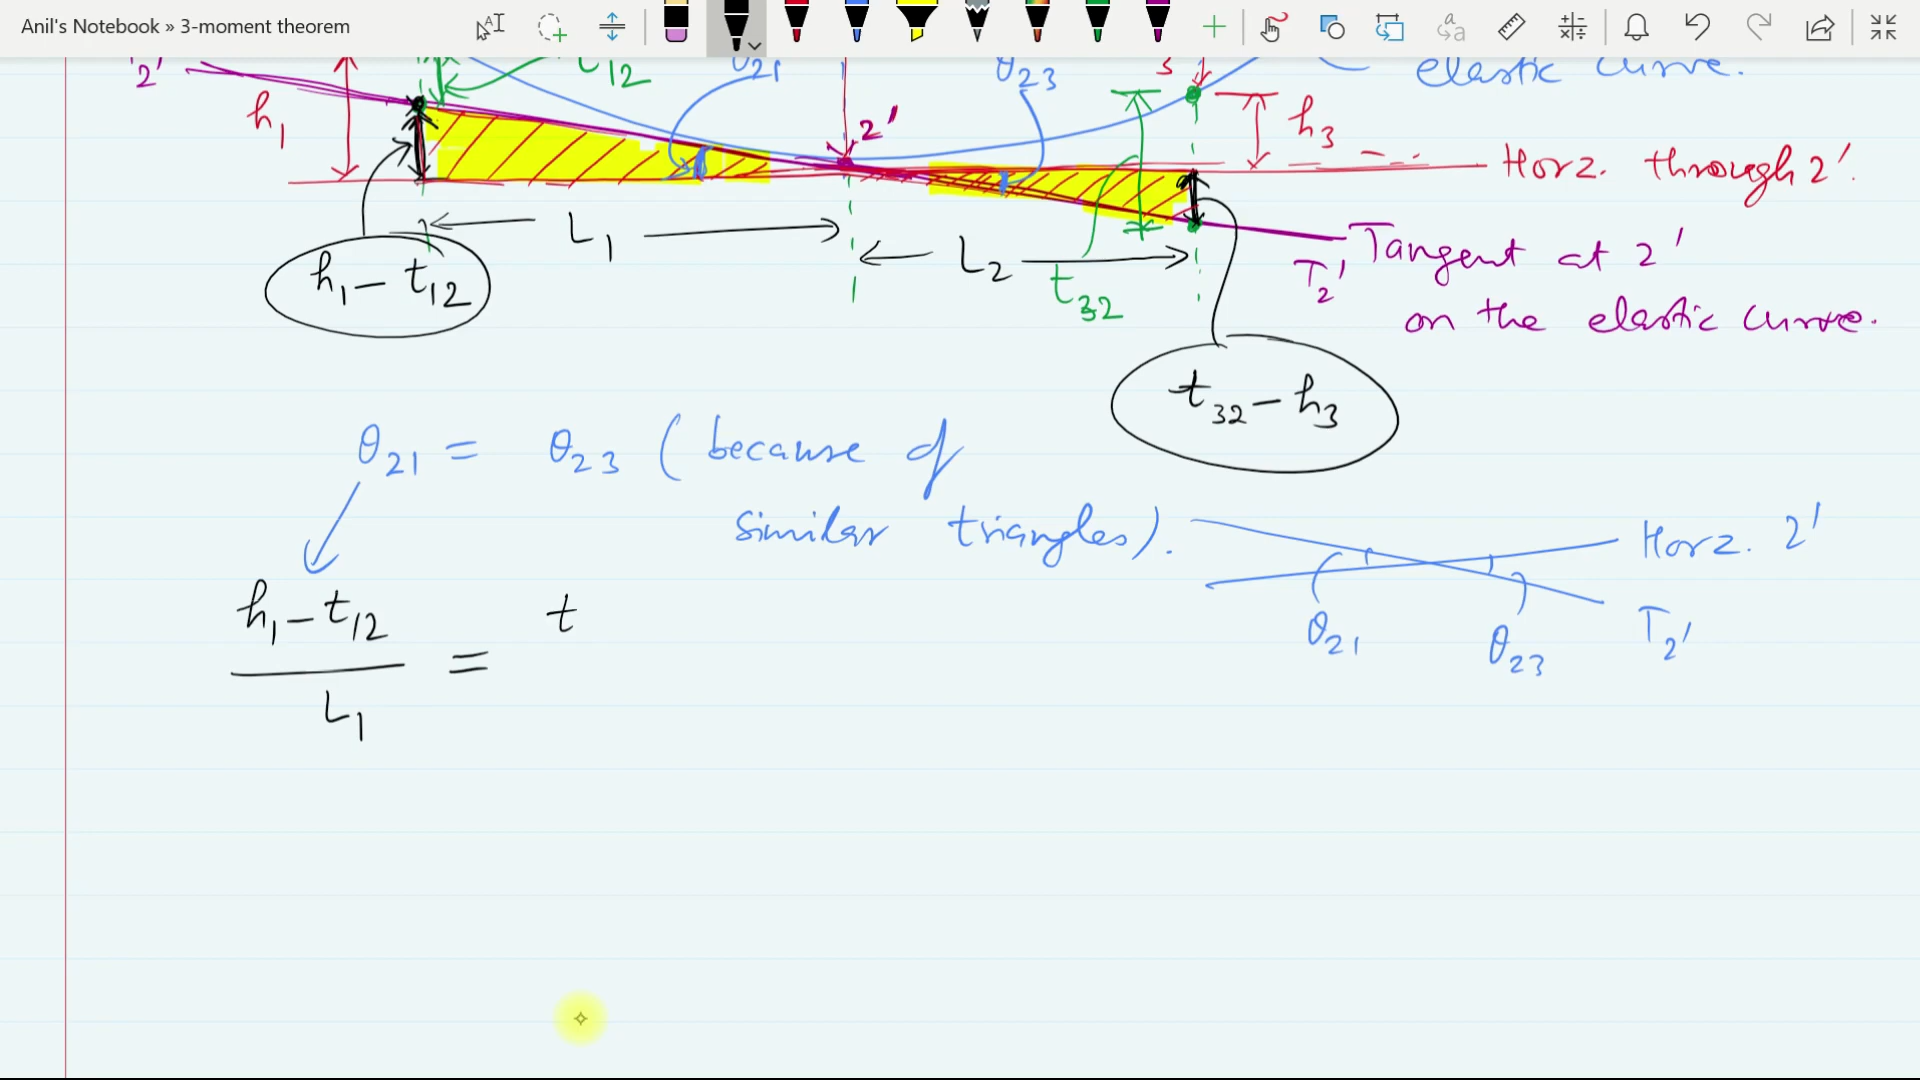 Anil's Notebook » 3-moment theorem
T₂' t₁₂ θ₂₁ θ₂₃ 3 elastic curve.
h₁ 2' h₃ Horz. through 2'.
L₁ L₂ T₂' Tangent at 2'
h₁ – t₁₂ t₃₂ on the elastic curve.
t₃₂ – h₃
θ₂₁ = θ₂₃ (because of
similar triangles). Horz. 2'
θ₂₁ θ₂₃ T₂'
h₁ – t₁₂ = t
L₁